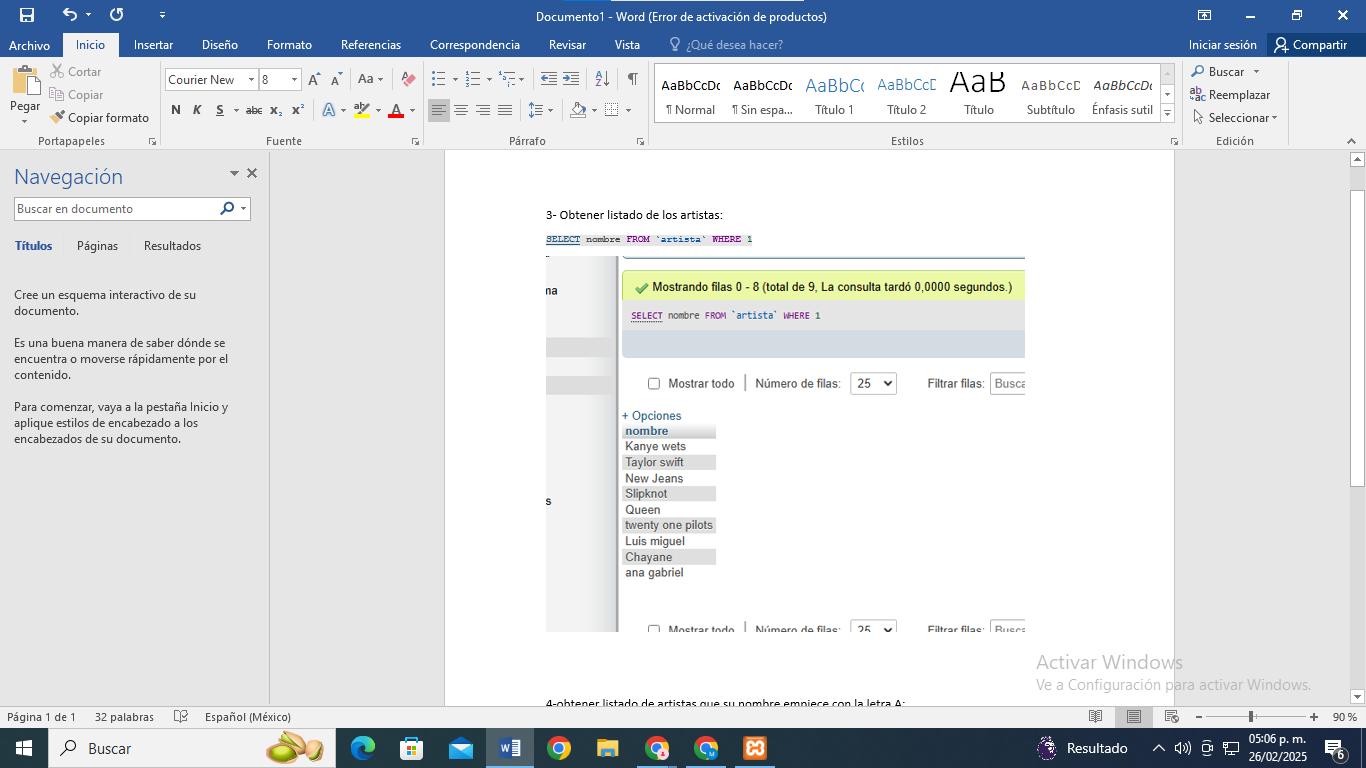 Documento1 - Word (Error de activación de productos)
Archivo Inicio Insertar Diseño Formato Referencias Correspondencia Revisar Vista ¿Qué desea hacer? Iniciar sesión Compartir
Pegar
Cortar
Copiar
Copiar formato
Portapapeles
Courier New 8
N K S abc x₂ x²
Fuente
Párrafo
AaBbCcDc AaBbCcDc AaBbCc AaBbCcD AaB AaBbCcD AaBbCcDc
¶ Normal ¶ Sin espa... Título 1 Título 2 Título Subtítulo Énfasis sutil
Estilos
Buscar
Reemplazar
Seleccionar
Edición
Navegación
Buscar en documento
Títulos Páginas Resultados
Cree un esquema interactivo de su
documento.
Es una buena manera de saber dónde se
encuentra o moverse rápidamente por el
contenido.
Para comenzar, vaya a la pestaña Inicio y
aplique estilos de encabezado a los
encabezados de su documento.
3- Obtener listado de los artistas:
SELECT nombre FROM `artista` WHERE 1
ma
s
Mostrando filas 0 - 8 (total de 9, La consulta tardó 0,0000 segundos.)
SELECT nombre FROM `artista` WHERE 1
Mostrar todo Número de filas: 25 Filtrar filas: Busca
+ Opciones
nombre
Kanye wets
Taylor swift
New Jeans
Slipknot
Queen
twenty one pilots
Luis miguel
Chayane
ana gabriel
Mostrar todo Número de filas: 25 Filtrar filas: Busca
4-obtener listado de artistas que su nombre empiece con la letra A:
Activar Windows
Ve a Configuración para activar Windows.
Página 1 de 1 32 palabras Español (México) 90 %
Buscar
Resultado
05:06 p. m.
26/02/2025
6